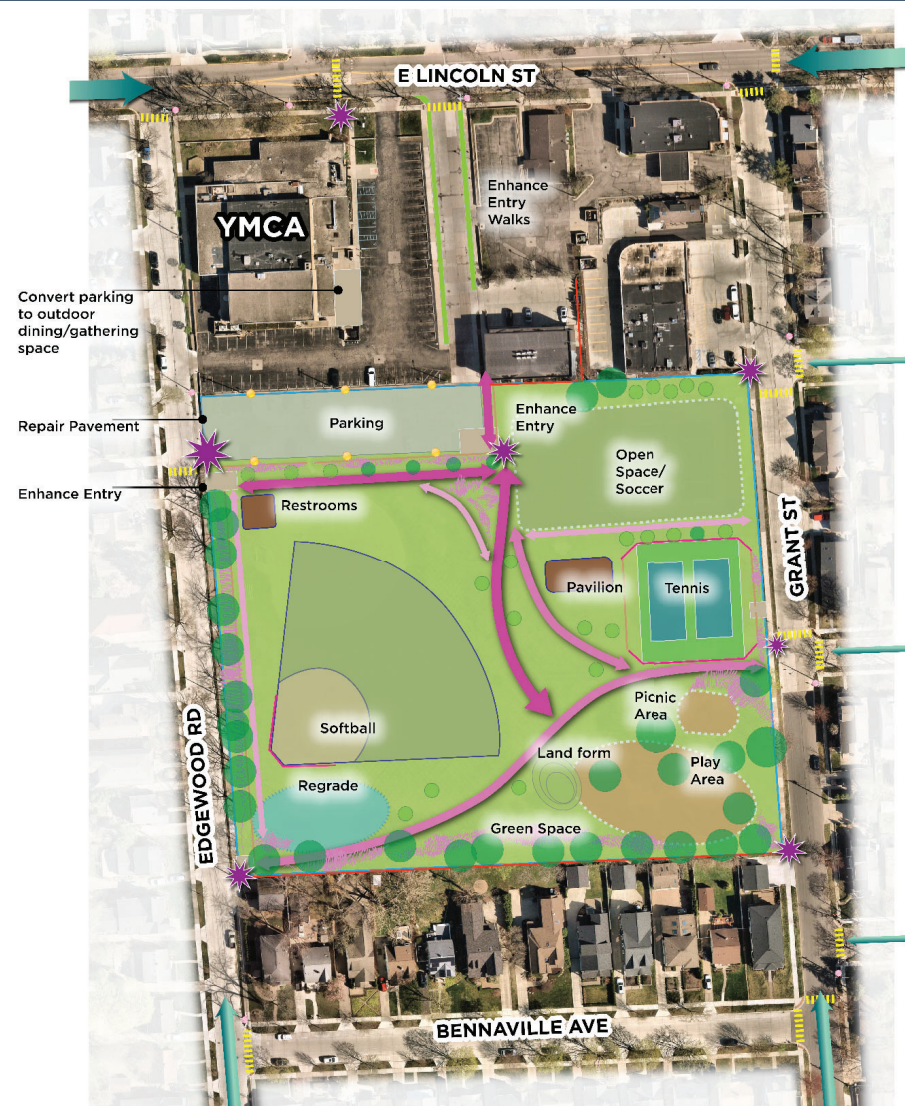 E LINCOLN ST
Enhance
Entry
Walks
YMCA
Convert parking
to outdoor
dining/gathering
space
Repair Pavement
Parking
Enhance
Entry
Open
Space/
Soccer
Enhance Entry
Restrooms
GRANT ST
Pavilion
Tennis
Picnic
Area
Softball
EDGEWOOD RD
Land form
Play
Area
Regrade
Green Space
BENNAVILLE AVE